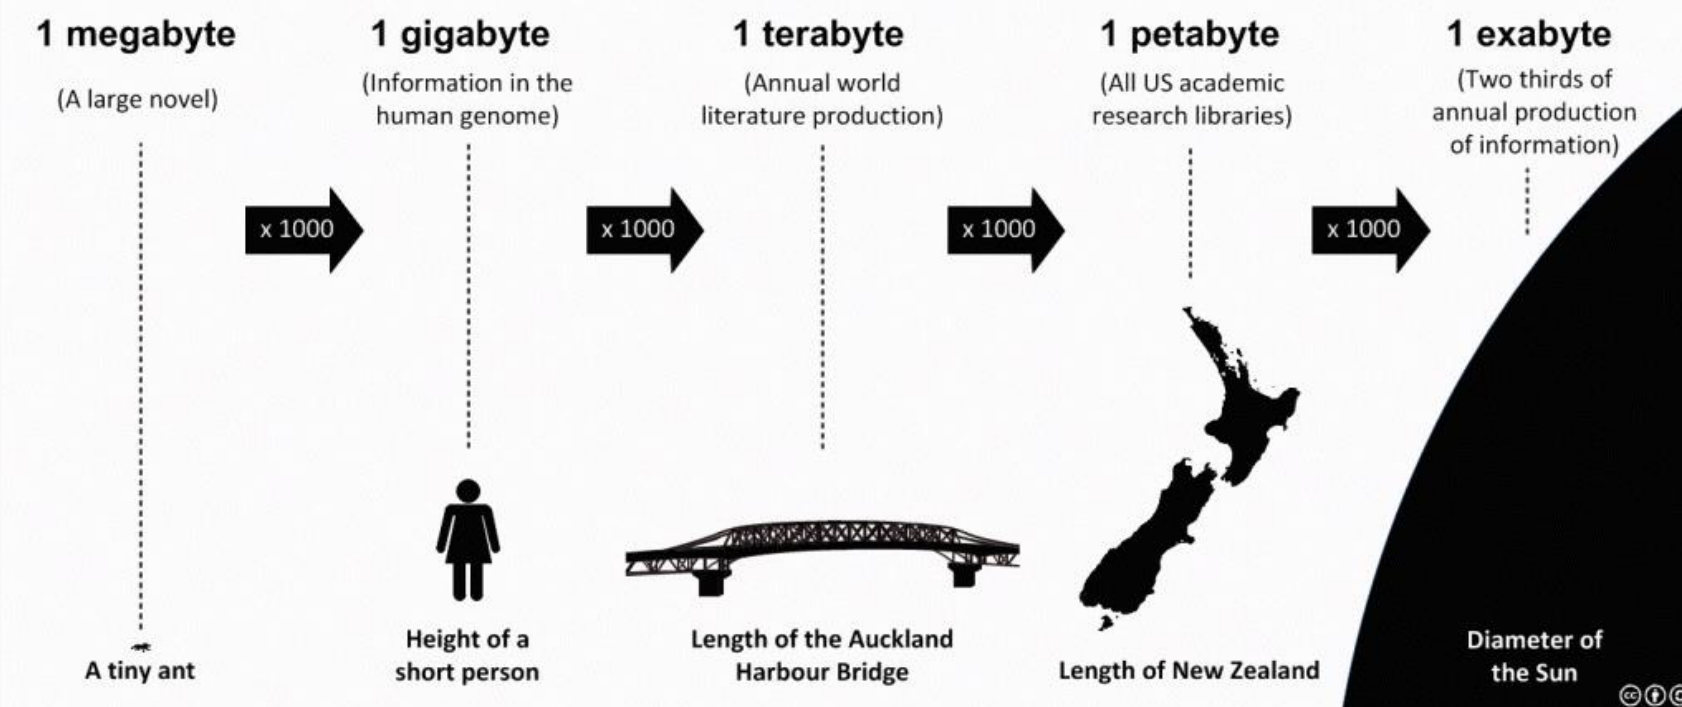 1 megabyte
(A large novel)
x 1000
A tiny ant
1 gigabyte
(Information in the
human genome)
x 1000
Height of a
short person
1 terabyte
(Annual world
literature production)
x 1000
Length of the Auckland
Harbour Bridge
1 petabyte
(All US academic
research libraries)
x 1000
Length of New Zealand
1 exabyte
(Two thirds of
annual production
of information)
Diameter of
the Sun
cc